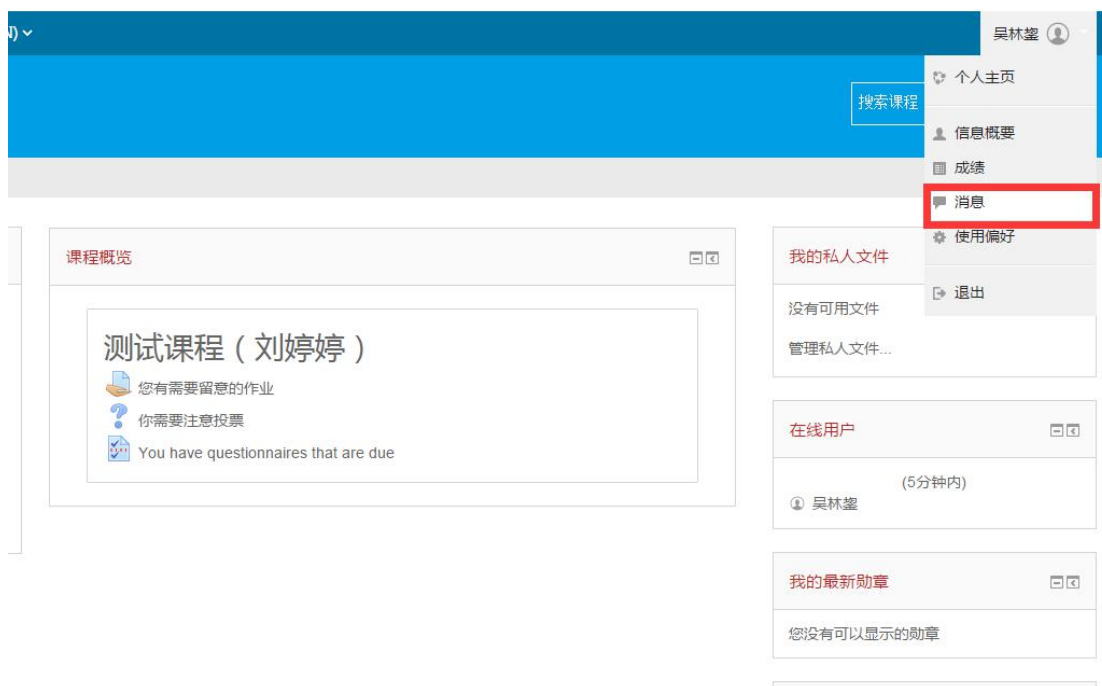 N)
吴林鋆
搜索课程
个人主页
信息概要
成绩
消息
使用偏好
退出
课程概览
测试课程（刘婷婷）
您有需要留意的作业
你需要注意投票
You have questionnaires that are due
我的私人文件
没有可用文件
管理私人文件...
在线用户
(5分钟内)
吴林鋆
我的最新勋章
您没有可以显示的勋章